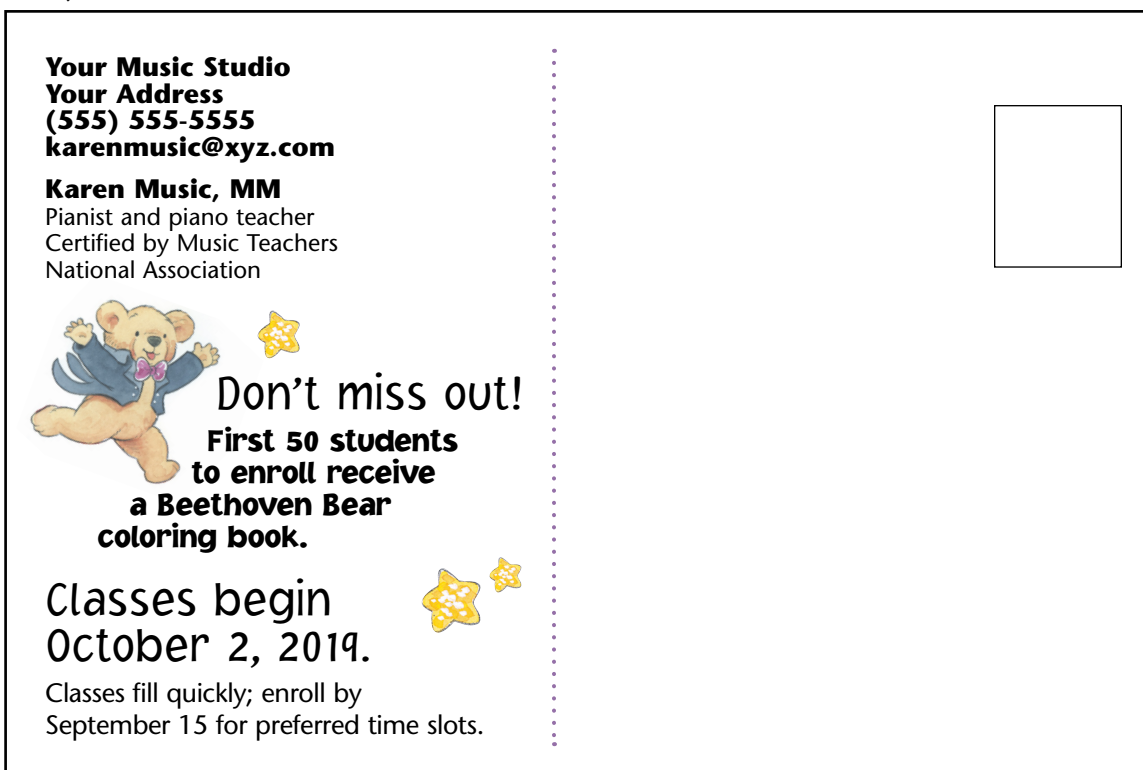 Your Music Studio
Your Address
(555) 555-5555
karenmusic@xyz.com
Karen Music, MM
Pianist and piano teacher
Certified by Music Teachers
National Association
Don't miss out!
First 50 students
to enroll receive
a Beethoven Bear
coloring book.
Classes begin
October 2, 2019.
Classes fill quickly; enroll by
September 15 for preferred time slots.